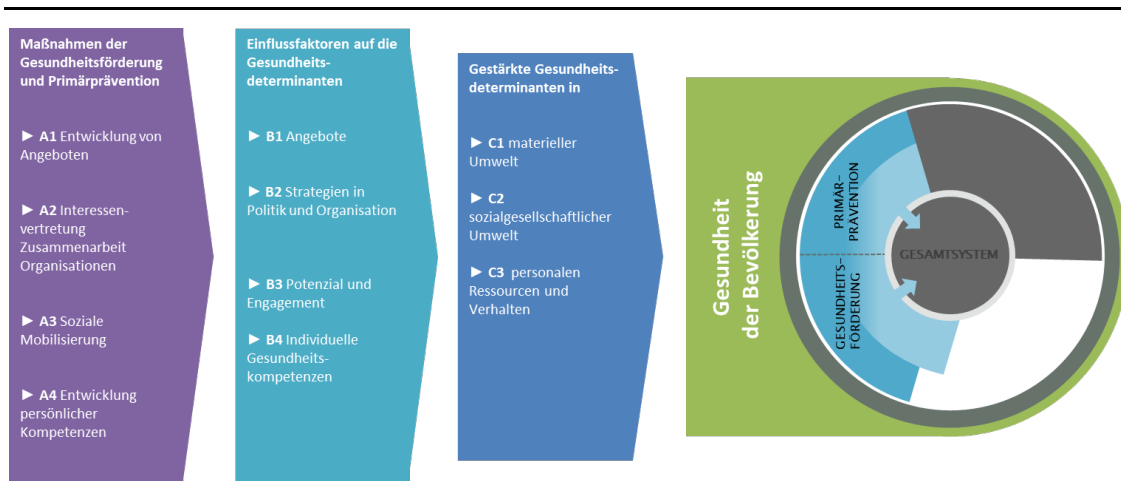 Maßnahmen der
Gesundheitsförderung
und Primärprävention
► A1 Entwicklung von
Angeboten
► A2 Interessen-
vertretung
Zusammenarbeit
Organisationen
► A3 Soziale
Mobilisierung
► A4 Entwicklung
persönlicher
Kompetenzen
Einflussfaktoren auf die
Gesundheits-
determinanten
► B1 Angebote
► B2 Strategien in
Politik und Organisation
► B3 Potenzial und
Engagement
► B4 Individuelle
Gesundheits-
kompetenzen
Gestärkte Gesundheits-
determinanten in
► C1 materieller
Umwelt
► C2
sozialgesellschaftlicher
Umwelt
► C3 personalen
Ressourcen und
Verhalten
Gesundheit
der Bevölkerung
PRIMÄR–
PRÄVENTION
GESUNDHEITS–
FÖRDERUNG
GESAMTSYSTEM